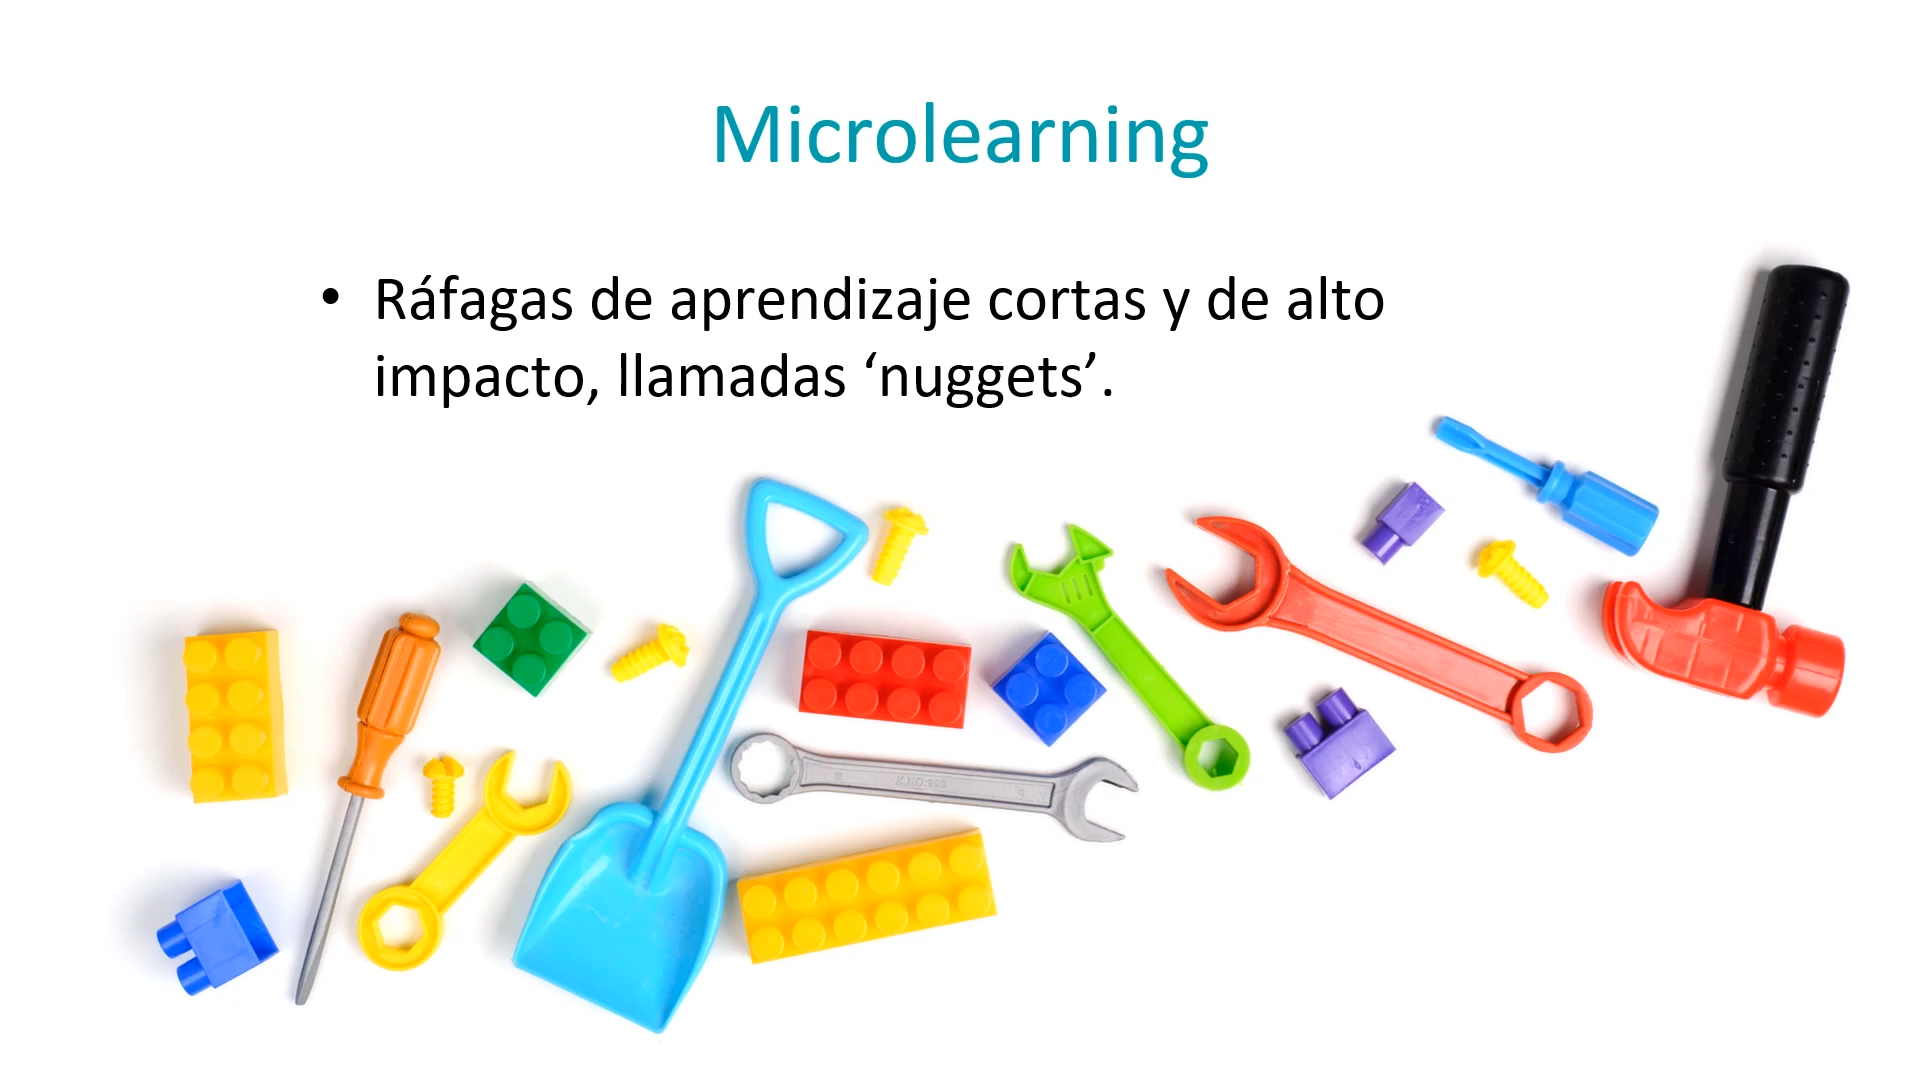 Microlearning
• Ráfagas de aprendizaje cortas y de alto
impacto, llamadas ‘nuggets’.